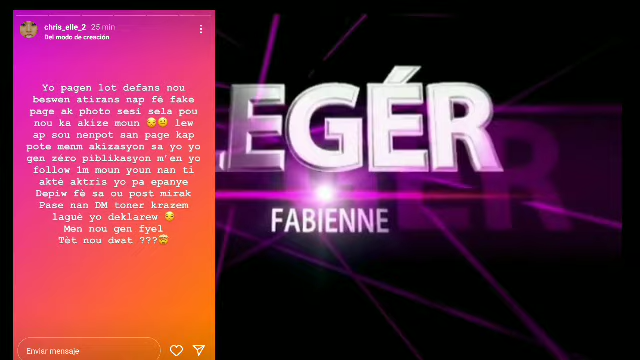 chris_elle_2 25 min
Del modo de creación
Yo pagen lot defans nou
beswen atirans nap fè fake
page ak photo sesi sela pou
nou ka akize moun 😔😐 lew
ap sou nenpot san page kap
pote menm akizasyon sa yo yo
gen zéro piblikasyon m'en yo
follow 1m moun youn nan ti
akté aktris yo pa epanye
Depiw fè sa ou post mirak
Pase nan DM toner krazem
lagué yo deklarew 😔
Men nou gen fyel
Tèt nou dwat ???🤯
Enviar mensaje
LEGÉR
FABIENNE